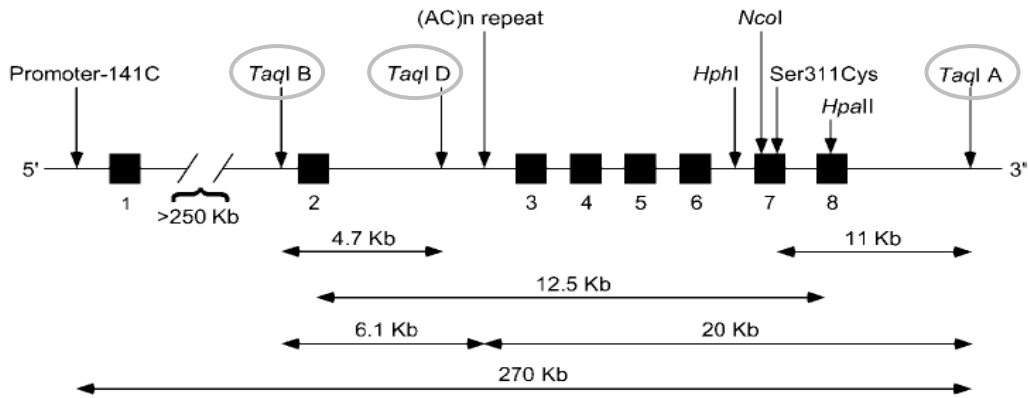 (AC)n repeat
NcoI
Promoter-141C
TaqI B
TaqI D
HphI
Ser311Cys
TaqI A
HpaII
5'
3"
1
2
3
4
5
6
7
8
>250 Kb
4.7 Kb
11 Kb
12.5 Kb
6.1 Kb
20 Kb
270 Kb